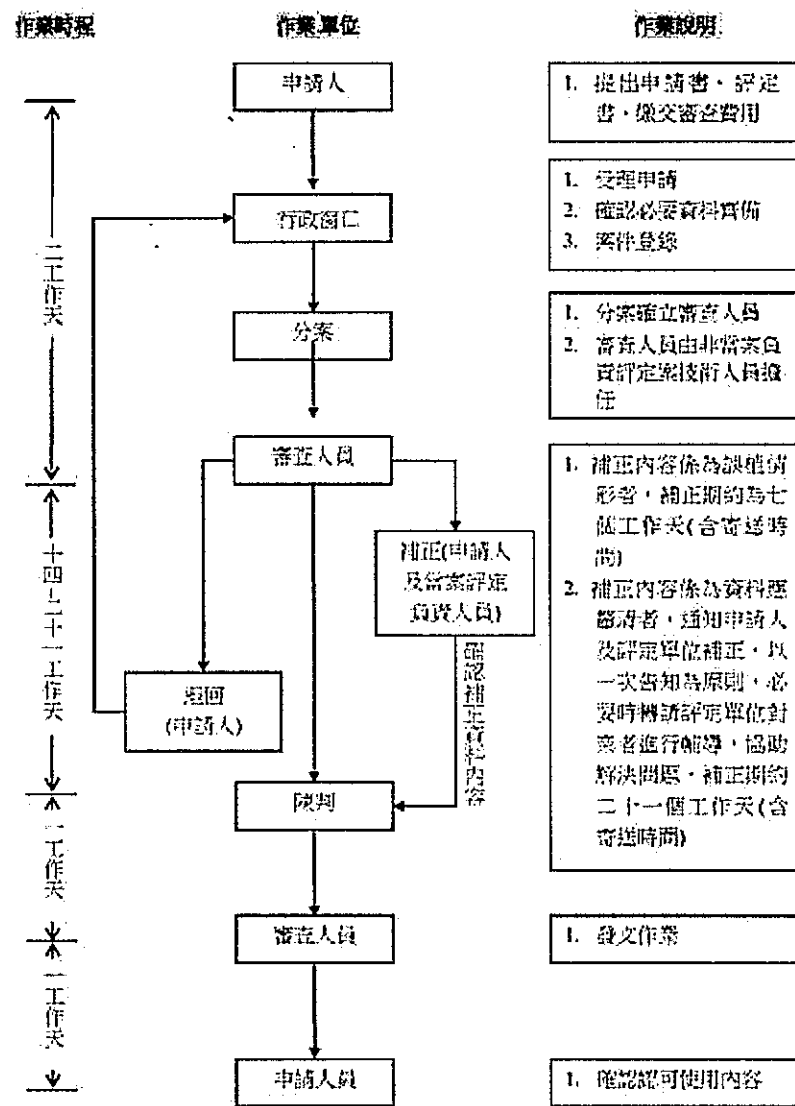 作業時程
作業單位
作業說明
申請人
1. 提出申請書、評定
書、繳交審查費用
行政窗口
1. 受理申請
2. 確認必要資料齊備
3. 案件登錄
二工作天
分案
1. 分案確立審查人員
2. 審查人員由非當案負
責評定案技術人員擔
任
審查人員
1. 補正內容係為誤植情
形者，補正期約為七
個工作天(含寄送時
間)
2. 補正內容係為資料應
釐清者，通知申請人
及評定單位補正，以
一次告知為原則，必
要時轉請評定單位對
業者進行輔導，協助
解決問題，補正期約
二十一個工作天(含
寄送時間)
補正(申請人
及當案評定
負責人員)
確認補正資料內容
十四~二十一工作天
退回
(申請人)
陳判
一工作天
審查人員
1. 發文作業
一工作天
申請人員
1. 確認認可使用內容